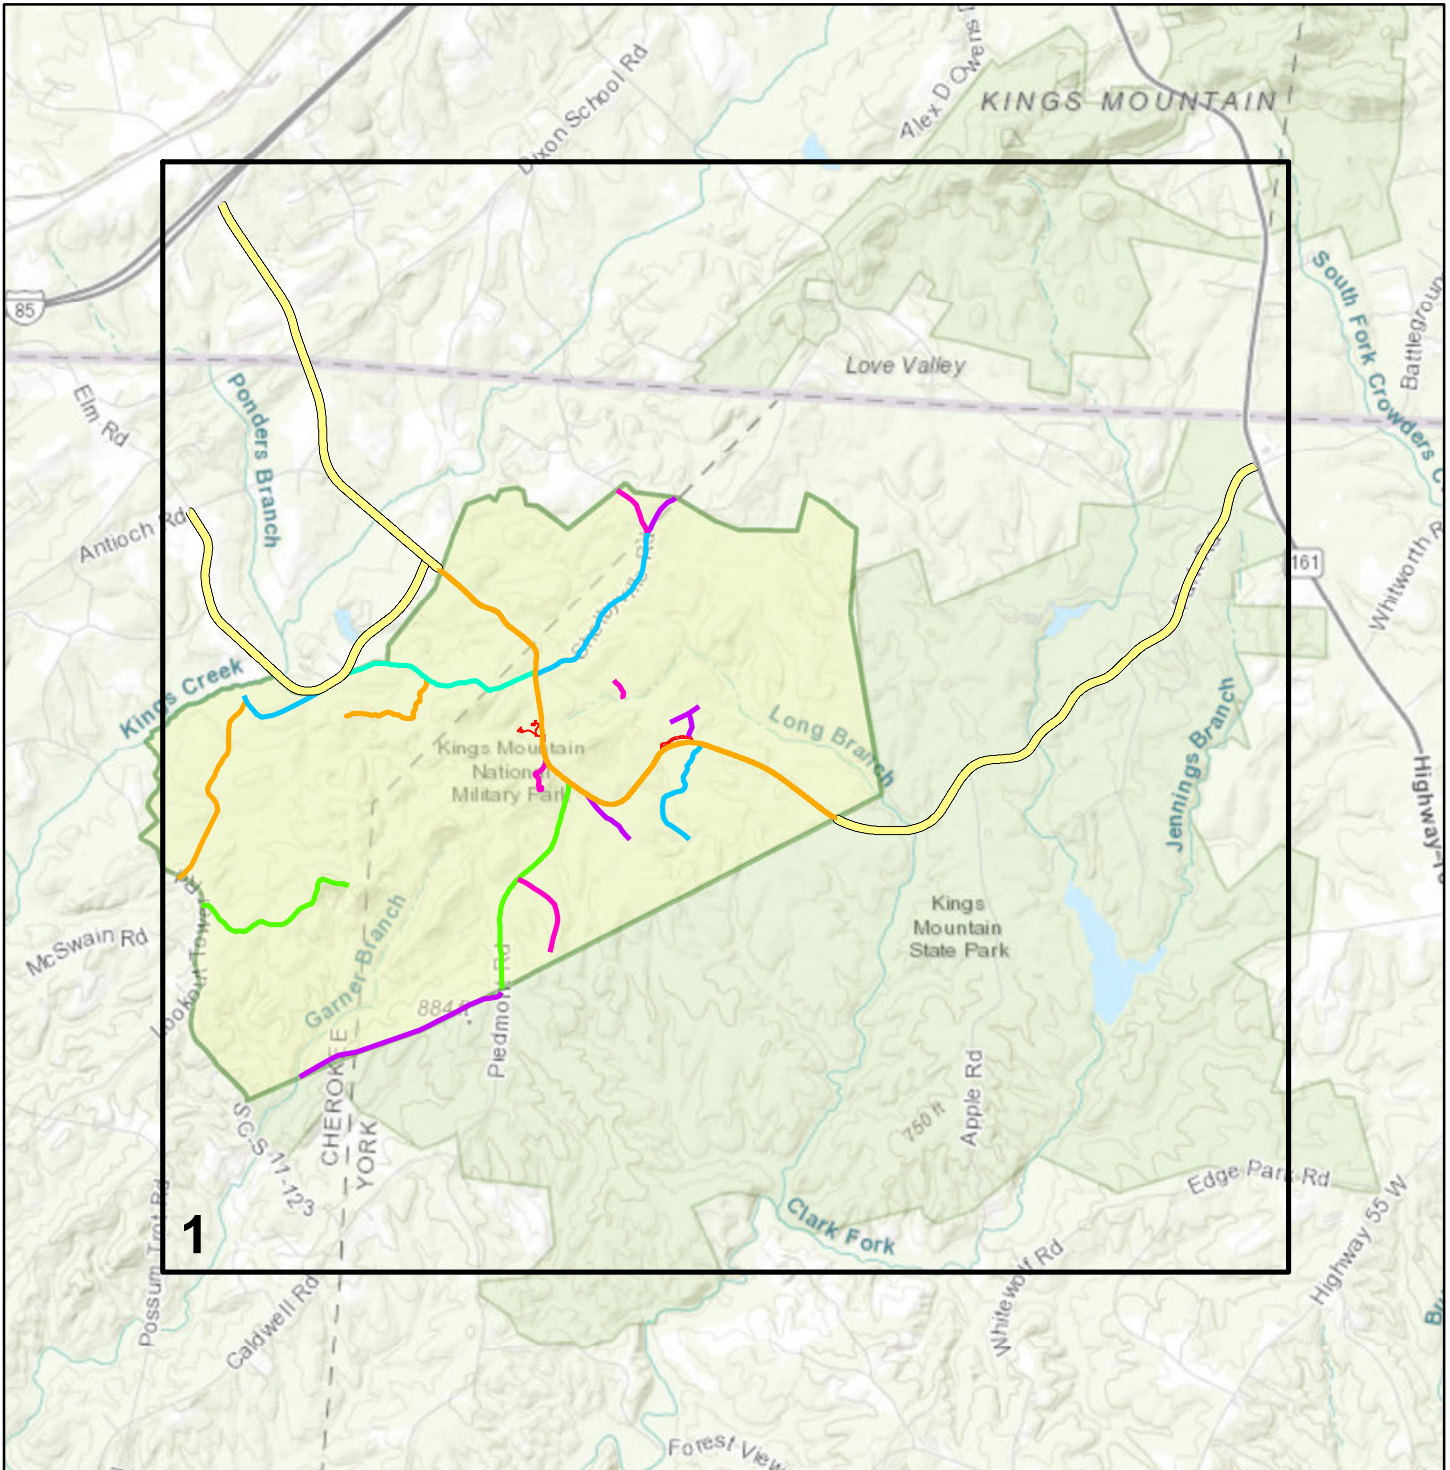 Dixon School Rd
Alex D Owens
KINGS MOUNTAIN
85
South Fork Crowders C
Battleground
Love Valley
Elm Rd
Ponders Branch
Antioch Rd
161
Whitworth R
Kings Creek
Long Branch
Jennings Branch
Kings Mountain
National
Military Park
Highway
Rd
McSwain Rd
Lookout Tower
Garner Branch
884 ft
Piedmont Rd
Kings
Mountain
State Park
Apple Rd
750 ft
CHEROKEE
YORK
S C-S 11-123
Edge Park Rd
Possum Trot Rd
1
Clark Fork
Whitewolf Rd
Highway 55 W
Caldwell Rd
Forest View